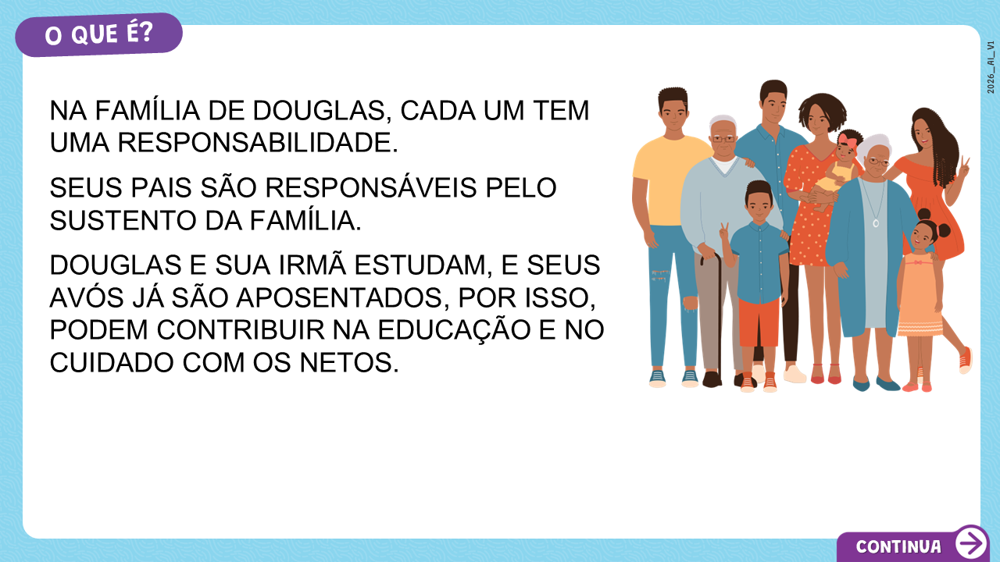 O QUE É?
2026_AI_V1
NA FAMÍLIA DE DOUGLAS, CADA UM TEM
UMA RESPONSABILIDADE.
SEUS PAIS SÃO RESPONSÁVEIS PELO
SUSTENTO DA FAMÍLIA.
DOUGLAS E SUA IRMÃ ESTUDAM, E SEUS
AVÓS JÁ SÃO APOSENTADOS, POR ISSO,
PODEM CONTRIBUIR NA EDUCAÇÃO E NO
CUIDADO COM OS NETOS.
CONTINUA